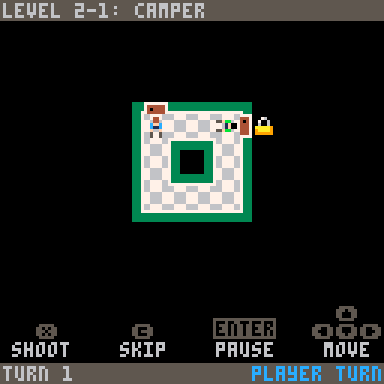 LEVEL 2-1: CAMPER
X C ENTER
SHOOT SKIP PAUSE MOVE
TURN 1 PLAYER TURN